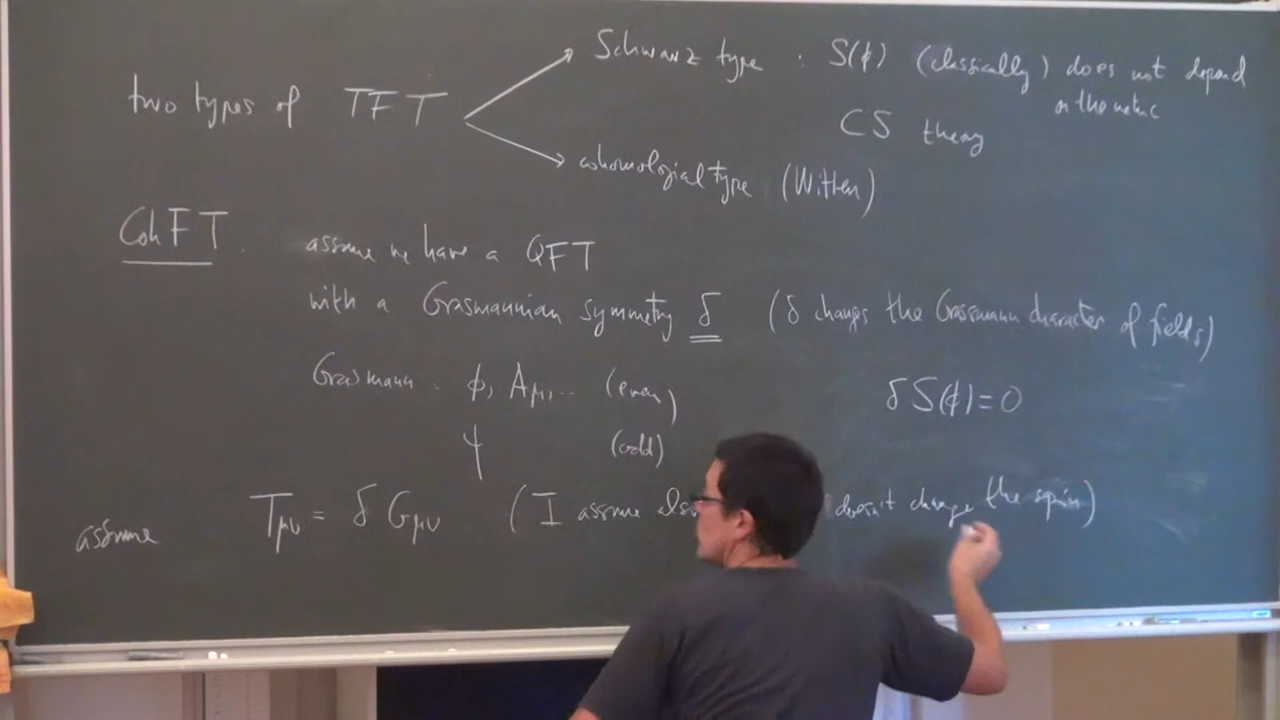 two types of TFT
Schwarz type : S(ϕ) (classically) does not depend
on the metric
CS theory
cohomological type (Witten)
CohFT. assume we have a QFT
with a Grasmannian symmetry δ (δ changes the Grassmann character of fields)
Grasmann : ϕ, Aμ, .. (even)
δS(ϕ)=0
ψ (odd)
assume Tμν = δ Gμν (I assume also doesn't change the spin)